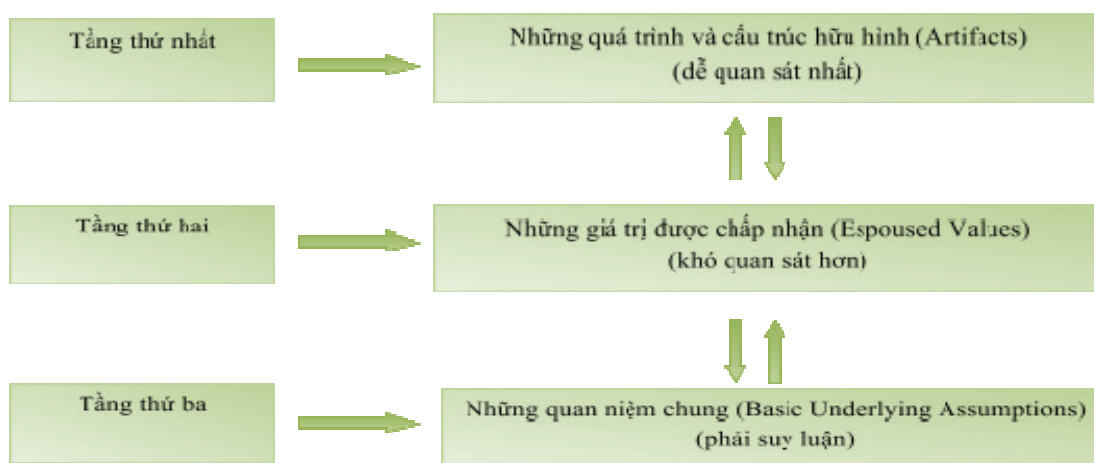 Tầng thứ nhất
Những quá trình và cấu trúc hữu hình (Artifacts)
(dễ quan sát nhất)
Tầng thứ hai
Những giá trị được chấp nhận (Espoused Values)
(khó quan sát hơn)
Tầng thứ ba
Những quan niệm chung (Basic Underlying Assumptions)
(phải suy luận)